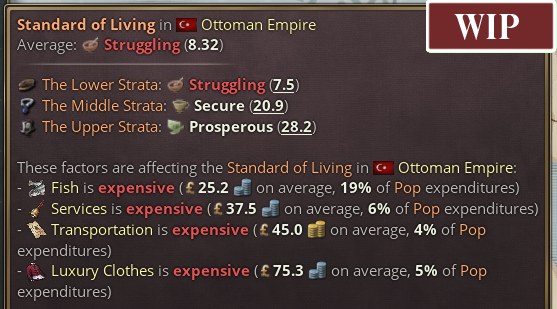 Standard of Living in Ottoman Empire
WIP
Average: Struggling (8.32)
The Lower Strata: Struggling (7.5)
The Middle Strata: Secure (20.9)
The Upper Strata: Prosperous (28.2)
These factors are affecting the Standard of Living in Ottoman Empire:
- Fish is expensive (£25.2 on average, 19% of Pop expenditures)
- Services is expensive (£37.5 on average, 6% of Pop expenditures)
- Transportation is expensive (£45.0 on average, 4% of Pop
expenditures)
- Luxury Clothes is expensive (£75.3 on average, 5% of Pop
expenditures)